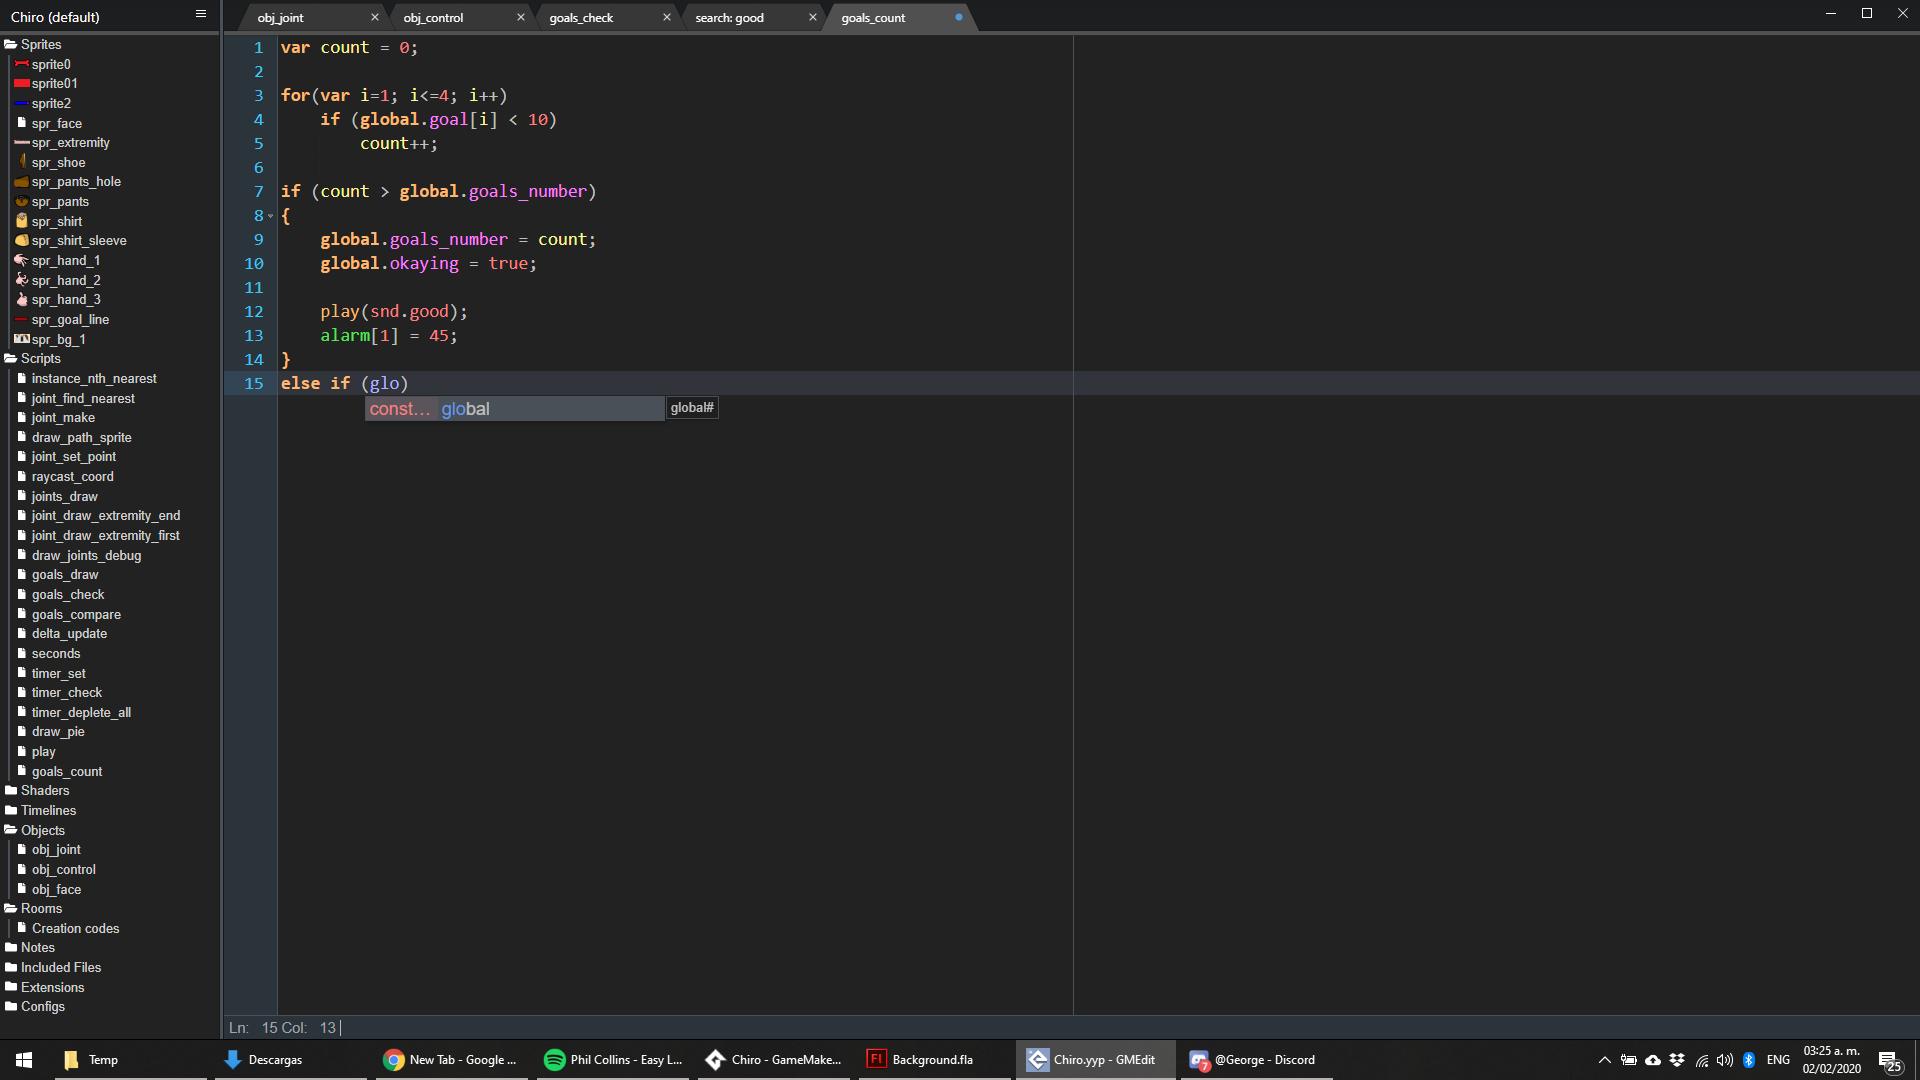 Chiro (default)
obj_joint
obj_control
goals_check
search: good
goals_count
Sprites
sprite0
sprite01
sprite2
spr_face
spr_extremity
spr_shoe
spr_pants_hole
spr_pants
spr_shirt
spr_shirt_sleeve
spr_hand_1
spr_hand_2
spr_hand_3
spr_goal_line
spr_bg_1
Scripts
instance_nth_nearest
joint_find_nearest
joint_make
draw_path_sprite
joint_set_point
raycast_coord
joints_draw
joint_draw_extremity_end
joint_draw_extremity_first
draw_joints_debug
goals_draw
goals_check
goals_compare
delta_update
seconds
timer_set
timer_check
timer_deplete_all
draw_pie
play
goals_count
Shaders
Timelines
Objects
obj_joint
obj_control
obj_face
Rooms
Creation codes
Notes
Included Files
Extensions
Configs
1 var count = 0;
2
3 for(var i=1; i<=4; i++)
4 if (global.goal[i] < 10)
5 count++;
6
7 if (count > global.goals_number)
8 {
9 global.goals_number = count;
10 global.okaying = true;
11
12 play(snd.good);
13 alarm[1] = 45;
14 }
15 else if (glo)
const... global global#
Ln: 15 Col: 13
Temp
Descargas
New Tab - Google ...
Phil Collins - Easy L...
Chiro - GameMake...
Fl Background.fla
Chiro.yyp - GMEdit
7 @George - Discord
ENG
03:25 a. m.
02/02/2020
25